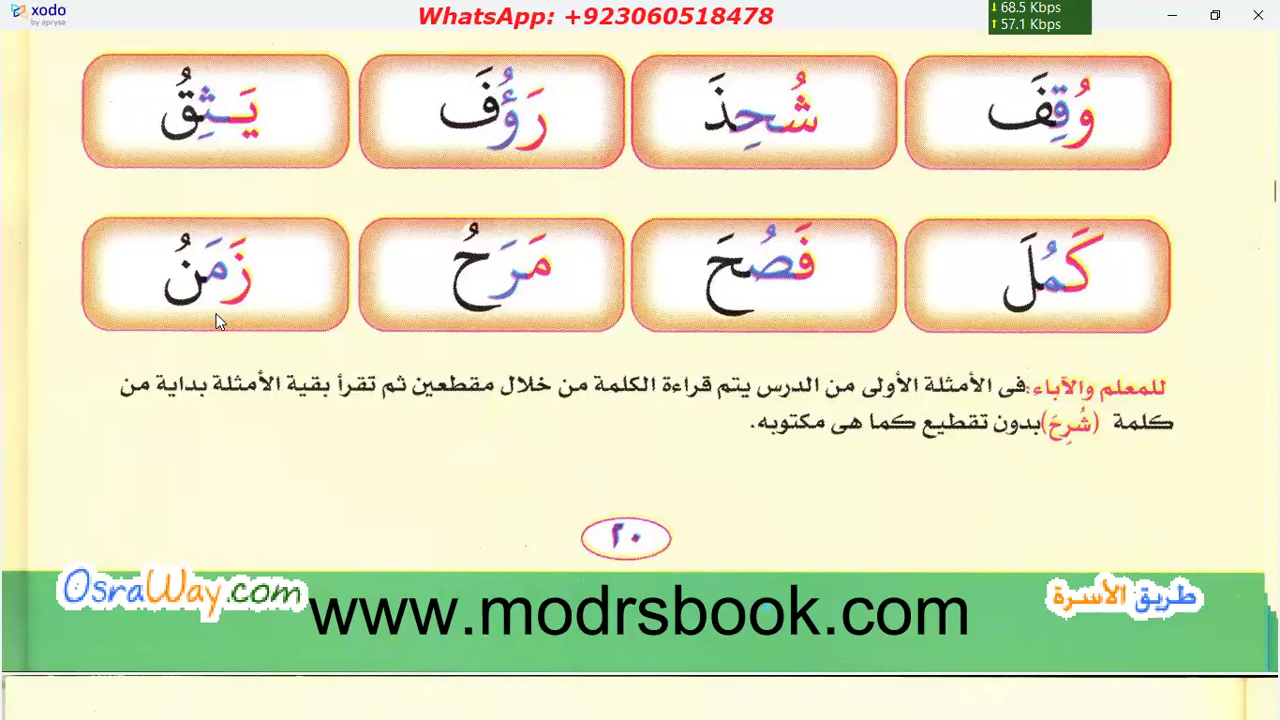 xodo
by apryse
WhatsApp: +923060518478
↓ 68.5 Kbps
↑ 57.1 Kbps
وُقِفَ شُحِذَ رَؤُفَ يَثِقُ
كَمُلَ فَصُحَ مَرَحُ زَمَنُ
للمعلم والآباء:فى الأمثلة الأولى من الدرس يتم قراءة الكلمة من خلال مقطعين ثم تقرأ بقية الأمثلة بداية من
كلمة (شُرِحَ)بدون تقطيع كما هى مكتوبه.
٢٠
OsraWay.com
www.modrsbook.com
طريق الأسرة